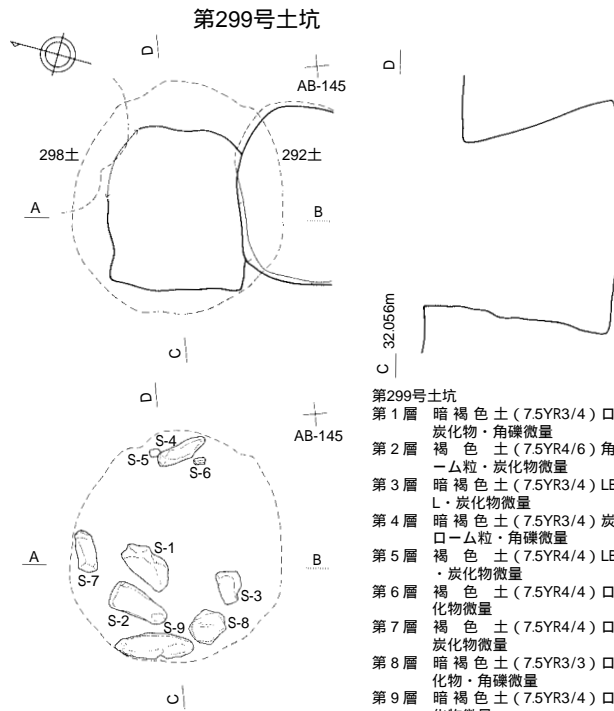 第299号土坑
D
AB-145
298土
292土
A
B
C
D
C 32.056m
D
AB-145
S-4
S-5
S-6
A
S-7
S-1
B
S-3
S-2
S-9
S-8
C
第299号土坑
第1層 暗褐色土(7.5YR3/4)ロ
炭化物・角礫微量
第2層 褐色土(7.5YR4/6)角
ーム粒・炭化物微量
第3層 暗褐色土(7.5YR3/4)LB
L・炭化物微量
第4層 暗褐色土(7.5YR3/4)炭
ローム粒・角礫微量
第5層 褐色土(7.5YR4/4)LB
・炭化物微量
第6層 褐色土(7.5YR4/4)ロ
化物微量
第7層 褐色土(7.5YR4/4)ロ
炭化物微量
第8層 暗褐色土(7.5YR3/3)ロ
化物・角礫微量
第9層 暗褐色土(7.5YR3/4)ロ